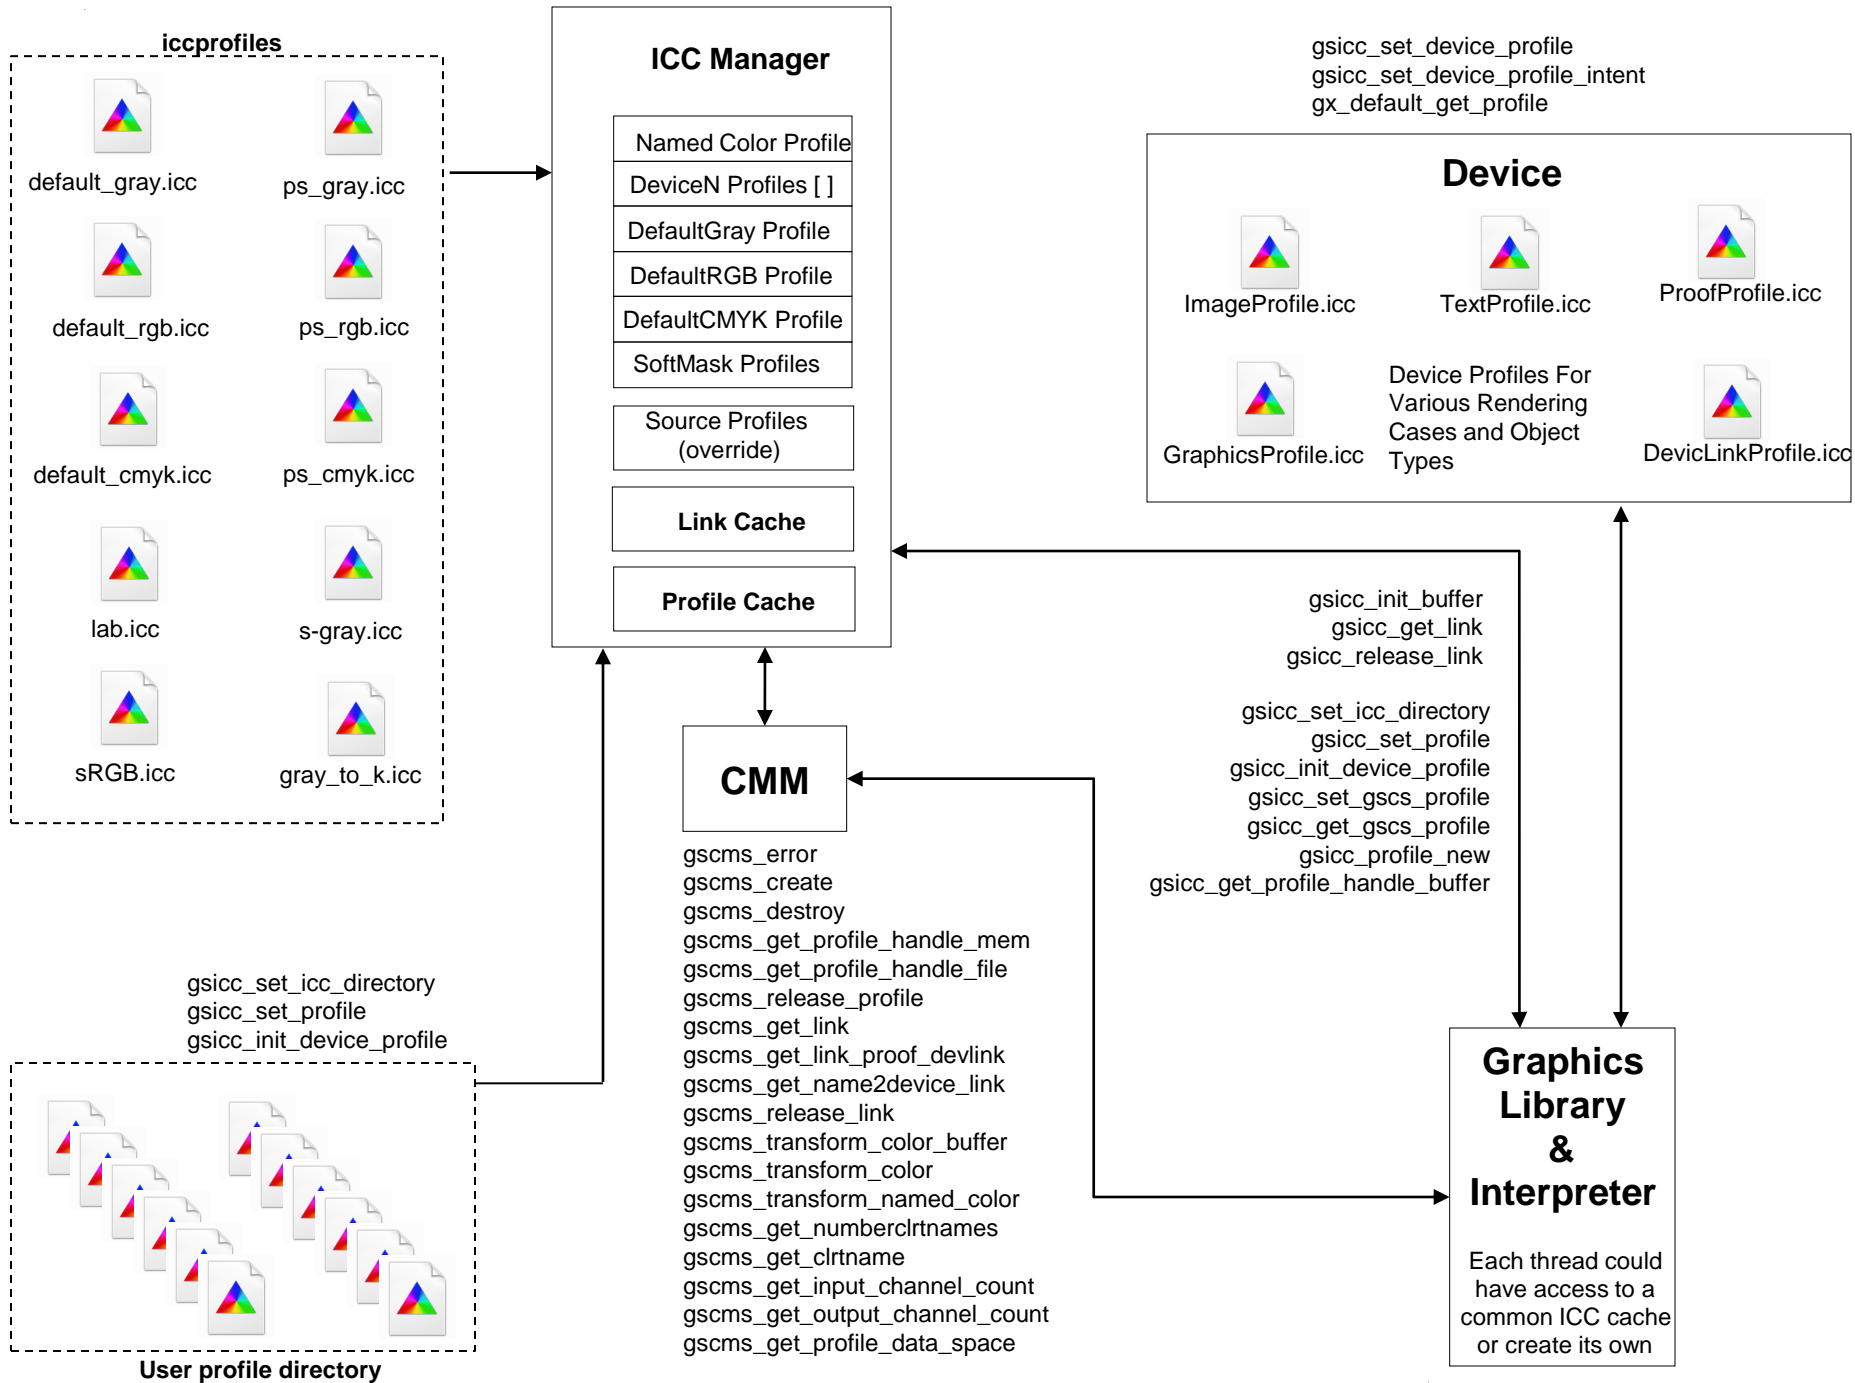 iccprofiles
default_gray.icc
ps_gray.icc
default_rgb.icc
ps_rgb.icc
default_cmyk.icc
ps_cmyk.icc
lab.icc
s-gray.icc
sRGB.icc
gray_to_k.icc
ICC Manager
Named Color Profile
DeviceN Profiles [ ]
DefaultGray Profile
DefaultRGB Profile
DefaultCMYK Profile
SoftMask Profiles
Source Profiles
(override)
Link Cache
Profile Cache
gsicc_set_device_profile
gsicc_set_device_profile_intent
gx_default_get_profile
Device
ImageProfile.icc
TextProfile.icc
ProofProfile.icc
GraphicsProfile.icc
Device Profiles For
Various Rendering
Cases and Object
Types
DevicLinkProfile.icc
gsicc_init_buffer
gsicc_get_link
gsicc_release_link
gsicc_set_icc_directory
gsicc_set_profile
gsicc_init_device_profile
gsicc_set_gscs_profile
gsicc_get_gscs_profile
gsicc_profile_new
gsicc_get_profile_handle_buffer
CMM
gscms_error
gscms_create
gscms_destroy
gscms_get_profile_handle_mem
gscms_get_profile_handle_file
gscms_release_profile
gscms_get_link
gscms_get_link_proof_devlink
gscms_get_name2device_link
gscms_release_link
gscms_transform_color_buffer
gscms_transform_color
gscms_transform_named_color
gscms_get_numberclrtnames
gscms_get_clrtname
gscms_get_input_channel_count
gscms_get_output_channel_count
gscms_get_profile_data_space
gsicc_set_icc_directory
gsicc_set_profile
gsicc_init_device_profile
User profile directory
Graphics
Library
&
Interpreter
Each thread could
have access to a
common ICC cache
or create its own